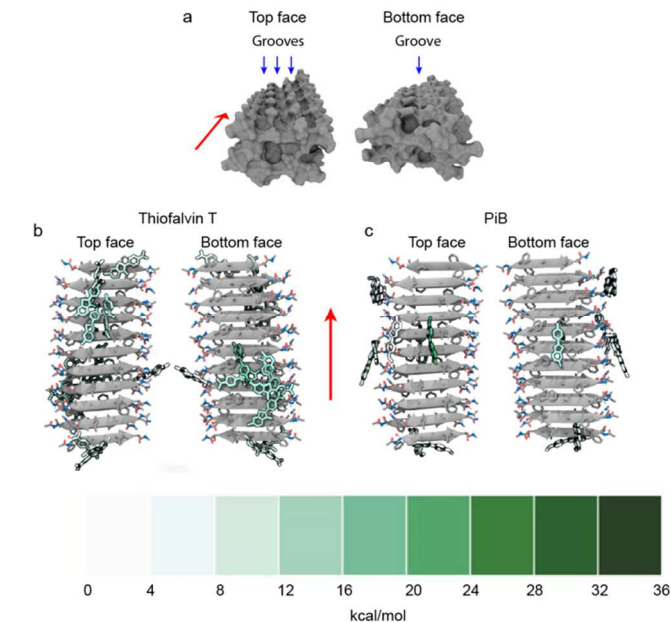 a
Top face
Bottom face
Grooves
Groove
Thiofalvin T
PiB
b
Top face
Bottom face
c
Top face
Bottom face
0 4 8 12 16 20 24 28 32 36
kcal/mol